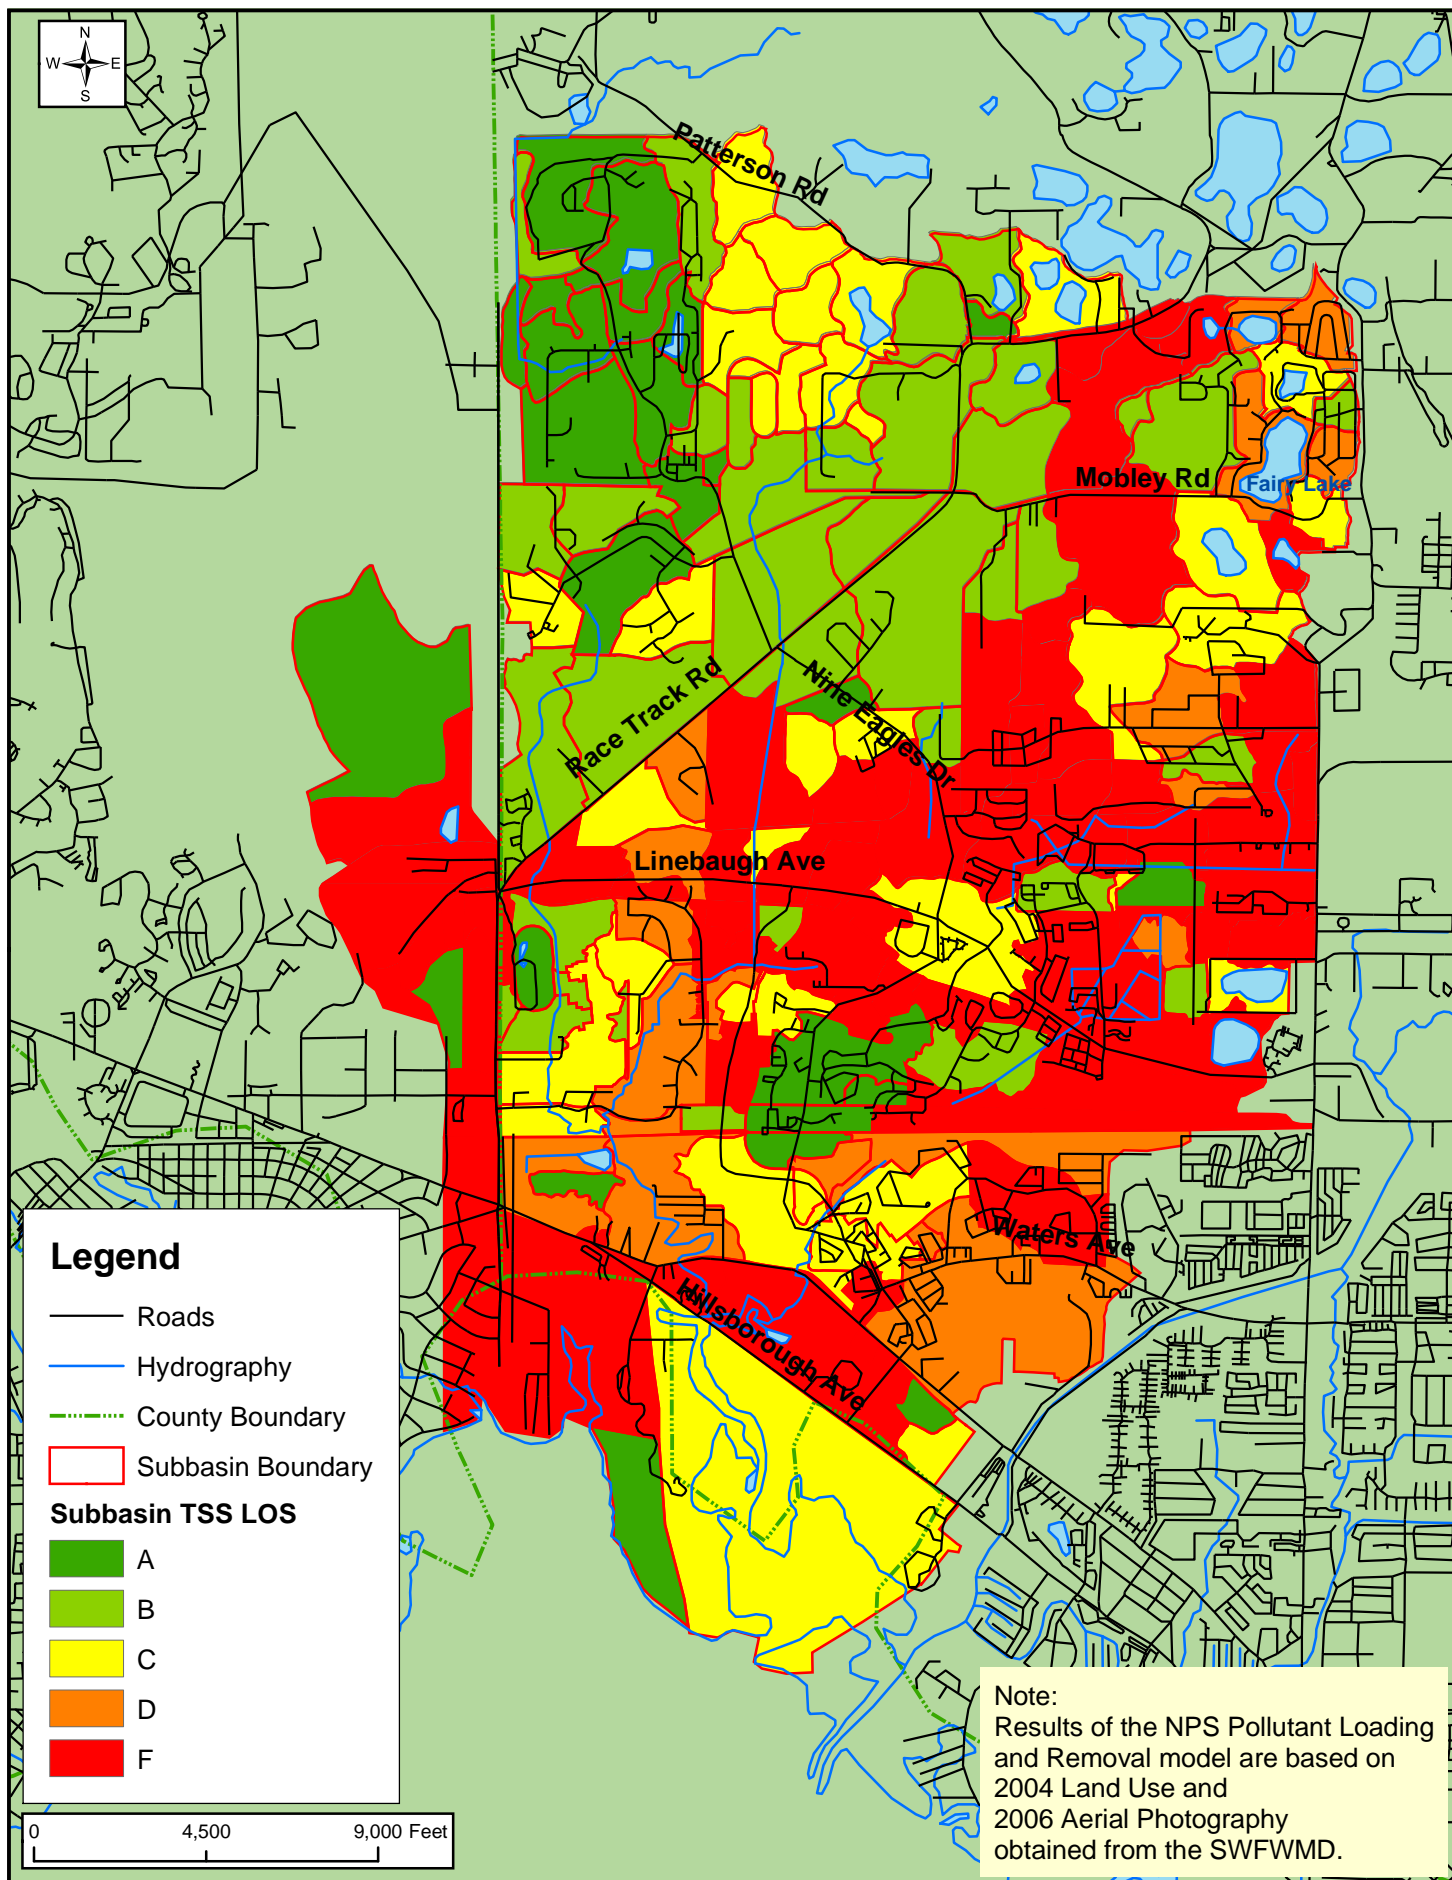 N
W E
S
Patterson Rd
Mobley Rd
Fairy Lake
Race Track Rd
Nine Eagles Dr
Linebaugh Ave
Waters Ave
Hillsborough Ave
Legend
Roads
Hydrography
County Boundary
Subbasin Boundary
Subbasin TSS LOS
A
B
C
D
F
0 4,500 9,000 Feet
Note:
Results of the NPS Pollutant Loading
and Removal model are based on
2004 Land Use and
2006 Aerial Photography
obtained from the SWFWMD.